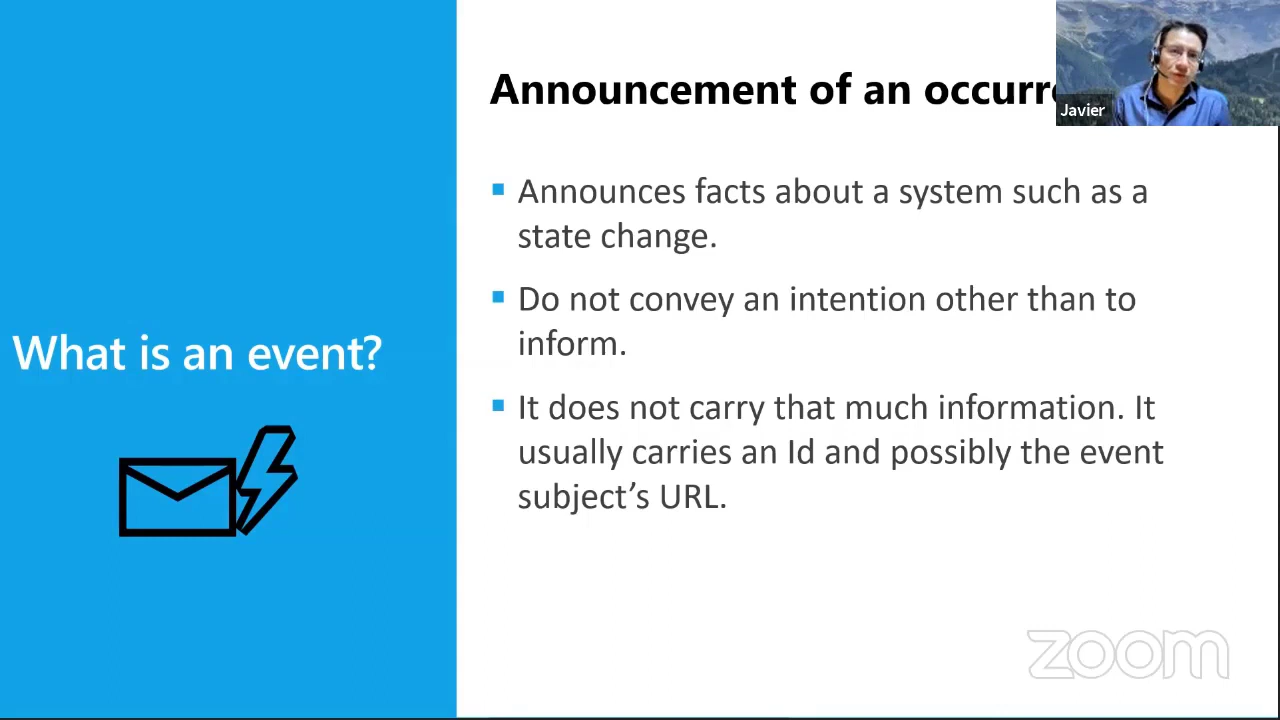 Announcement of an
Javier
Announces facts about a system such as a
state change.
Do not convey an intention other than to
inform.
It does not carry that much information. It
usually carries an Id and possibly the event
subject’s URL.
What is an event?
zoom